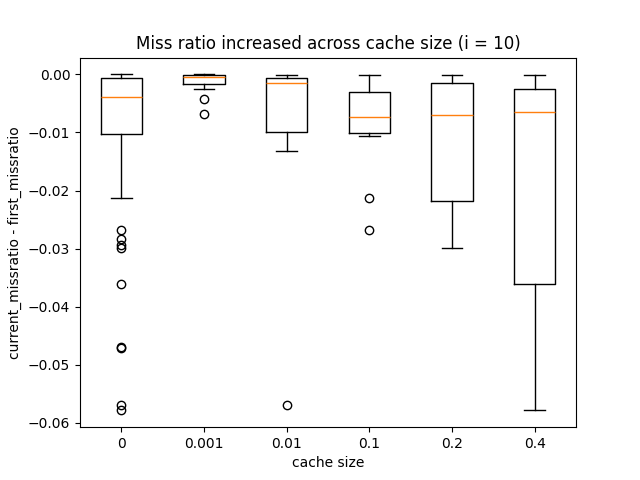 Miss ratio increased across cache size (i = 10)
current_missratio - first_missratio
0.00
−0.01
−0.02
−0.03
−0.04
−0.05
−0.06
0 0.001 0.01 0.1 0.2 0.4
cache size